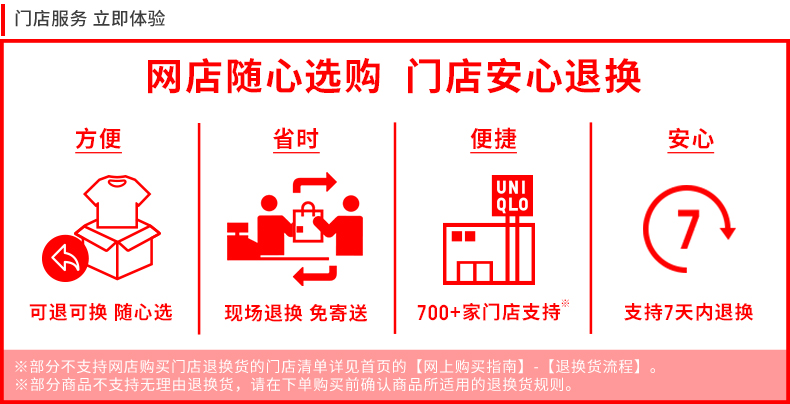 门店服务 立即体验
网店随心选购 门店安心退换
方便
省时
便捷
安心
UNI
QLO
7
可退可换 随心选
现场退换 免寄送
700+家门店支持※
支持7天内退换
※部分不支持网店购买门店退换货的门店清单详见首页的【网上购买指南】-【退换货流程】。
※部分商品不支持无理由退换货，请在下单购买前确认商品所适用的退换货规则。